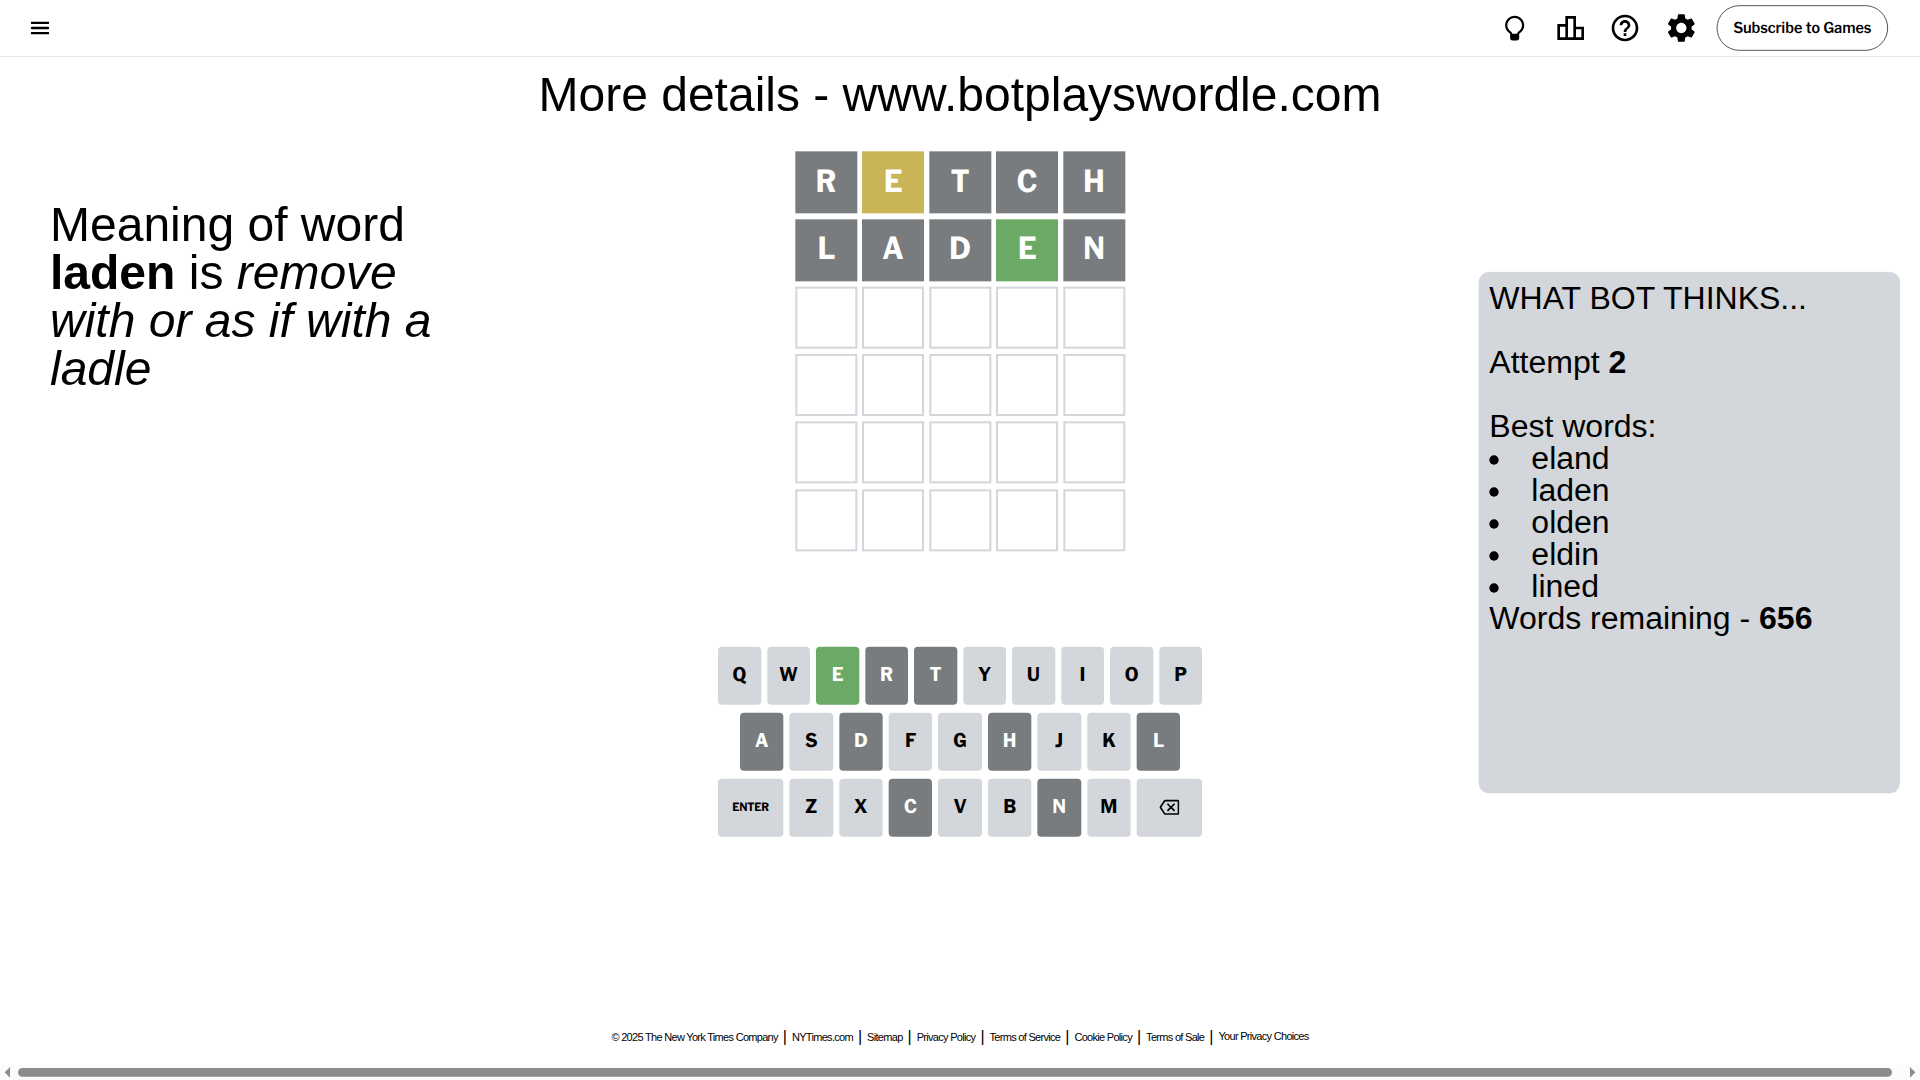 Subscribe to Games
More details - www.botplayswordle.com
R E T C H
L A D E N
Meaning of word
laden is remove
with or as if with a
ladle
WHAT BOT THINKS...
Attempt 2
Best words:
• eland
• laden
• olden
• eldin
• lined
Words remaining - 656
Q W E R T Y U I O P
A S D F G H J K L
ENTER Z X C V B N M
© 2025 The New York Times Company | NYTimes.com | Sitemap | Privacy Policy | Terms of Service | Cookie Policy | Terms of Sale | Your Privacy Choices